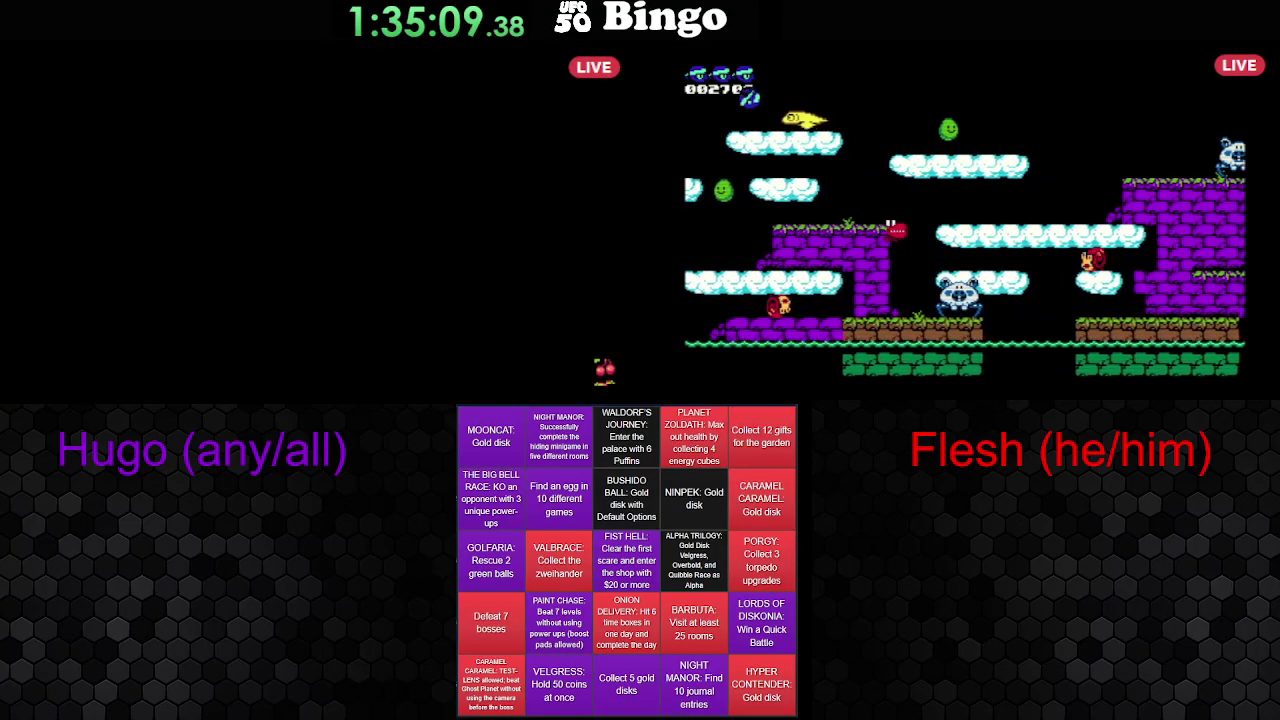 1:35:09.38
UFO
50
Bingo
LIVE
LIVE
Hugo (any/all)
Flesh (he/him)
MOONCAT:
Gold disk
NIGHT MANOR:
Successfully
complete the
hiding minigame in
five different rooms
WALDORF'S
JOURNEY:
Enter the
palace with 6
Puffins
PLANET
ZOLDATH: Max
out health by
collecting 4
energy cubes
Collect 12 gifts
for the garden
THE BIG BELL
RACE: KO an
opponent with 3
unique power-
ups
Find an egg in
10 different
games
BUSHIDO
BALL: Gold
disk with
Default Options
NINPEK: Gold
disk
CARAMEL
CARAMEL:
Gold disk
GOLFARIA:
Rescue 2
green balls
VALBRACE:
Collect the
zweihander
FIST HELL:
Clear the first
scare and enter
the shop with
$20 or more
ALPHA TRILOGY:
Gold Disk
Velgress,
Overbold, and
Quibble Race as
Alpha
PORGY:
Collect 3
torpedo
upgrades
Defeat 7
bosses
PAINT CHASE:
Beat 7 levels
without using
power ups (boost
pads allowed)
ONION
DELIVERY: Hit 6
time boxes in
one day and
complete the day
BARBUTA:
Visit at least
25 rooms
LORDS OF
DISKONIA:
Win a Quick
Battle
CARAMEL
CARAMEL: TEST-
LENS allowed; beat
Ghost Planet without
using the camera
before the boss
VELGRESS:
Hold 50 coins
at once
Collect 5 gold
disks
NIGHT
MANOR: Find
10 journal
entries
HYPER
CONTENDER:
Gold disk